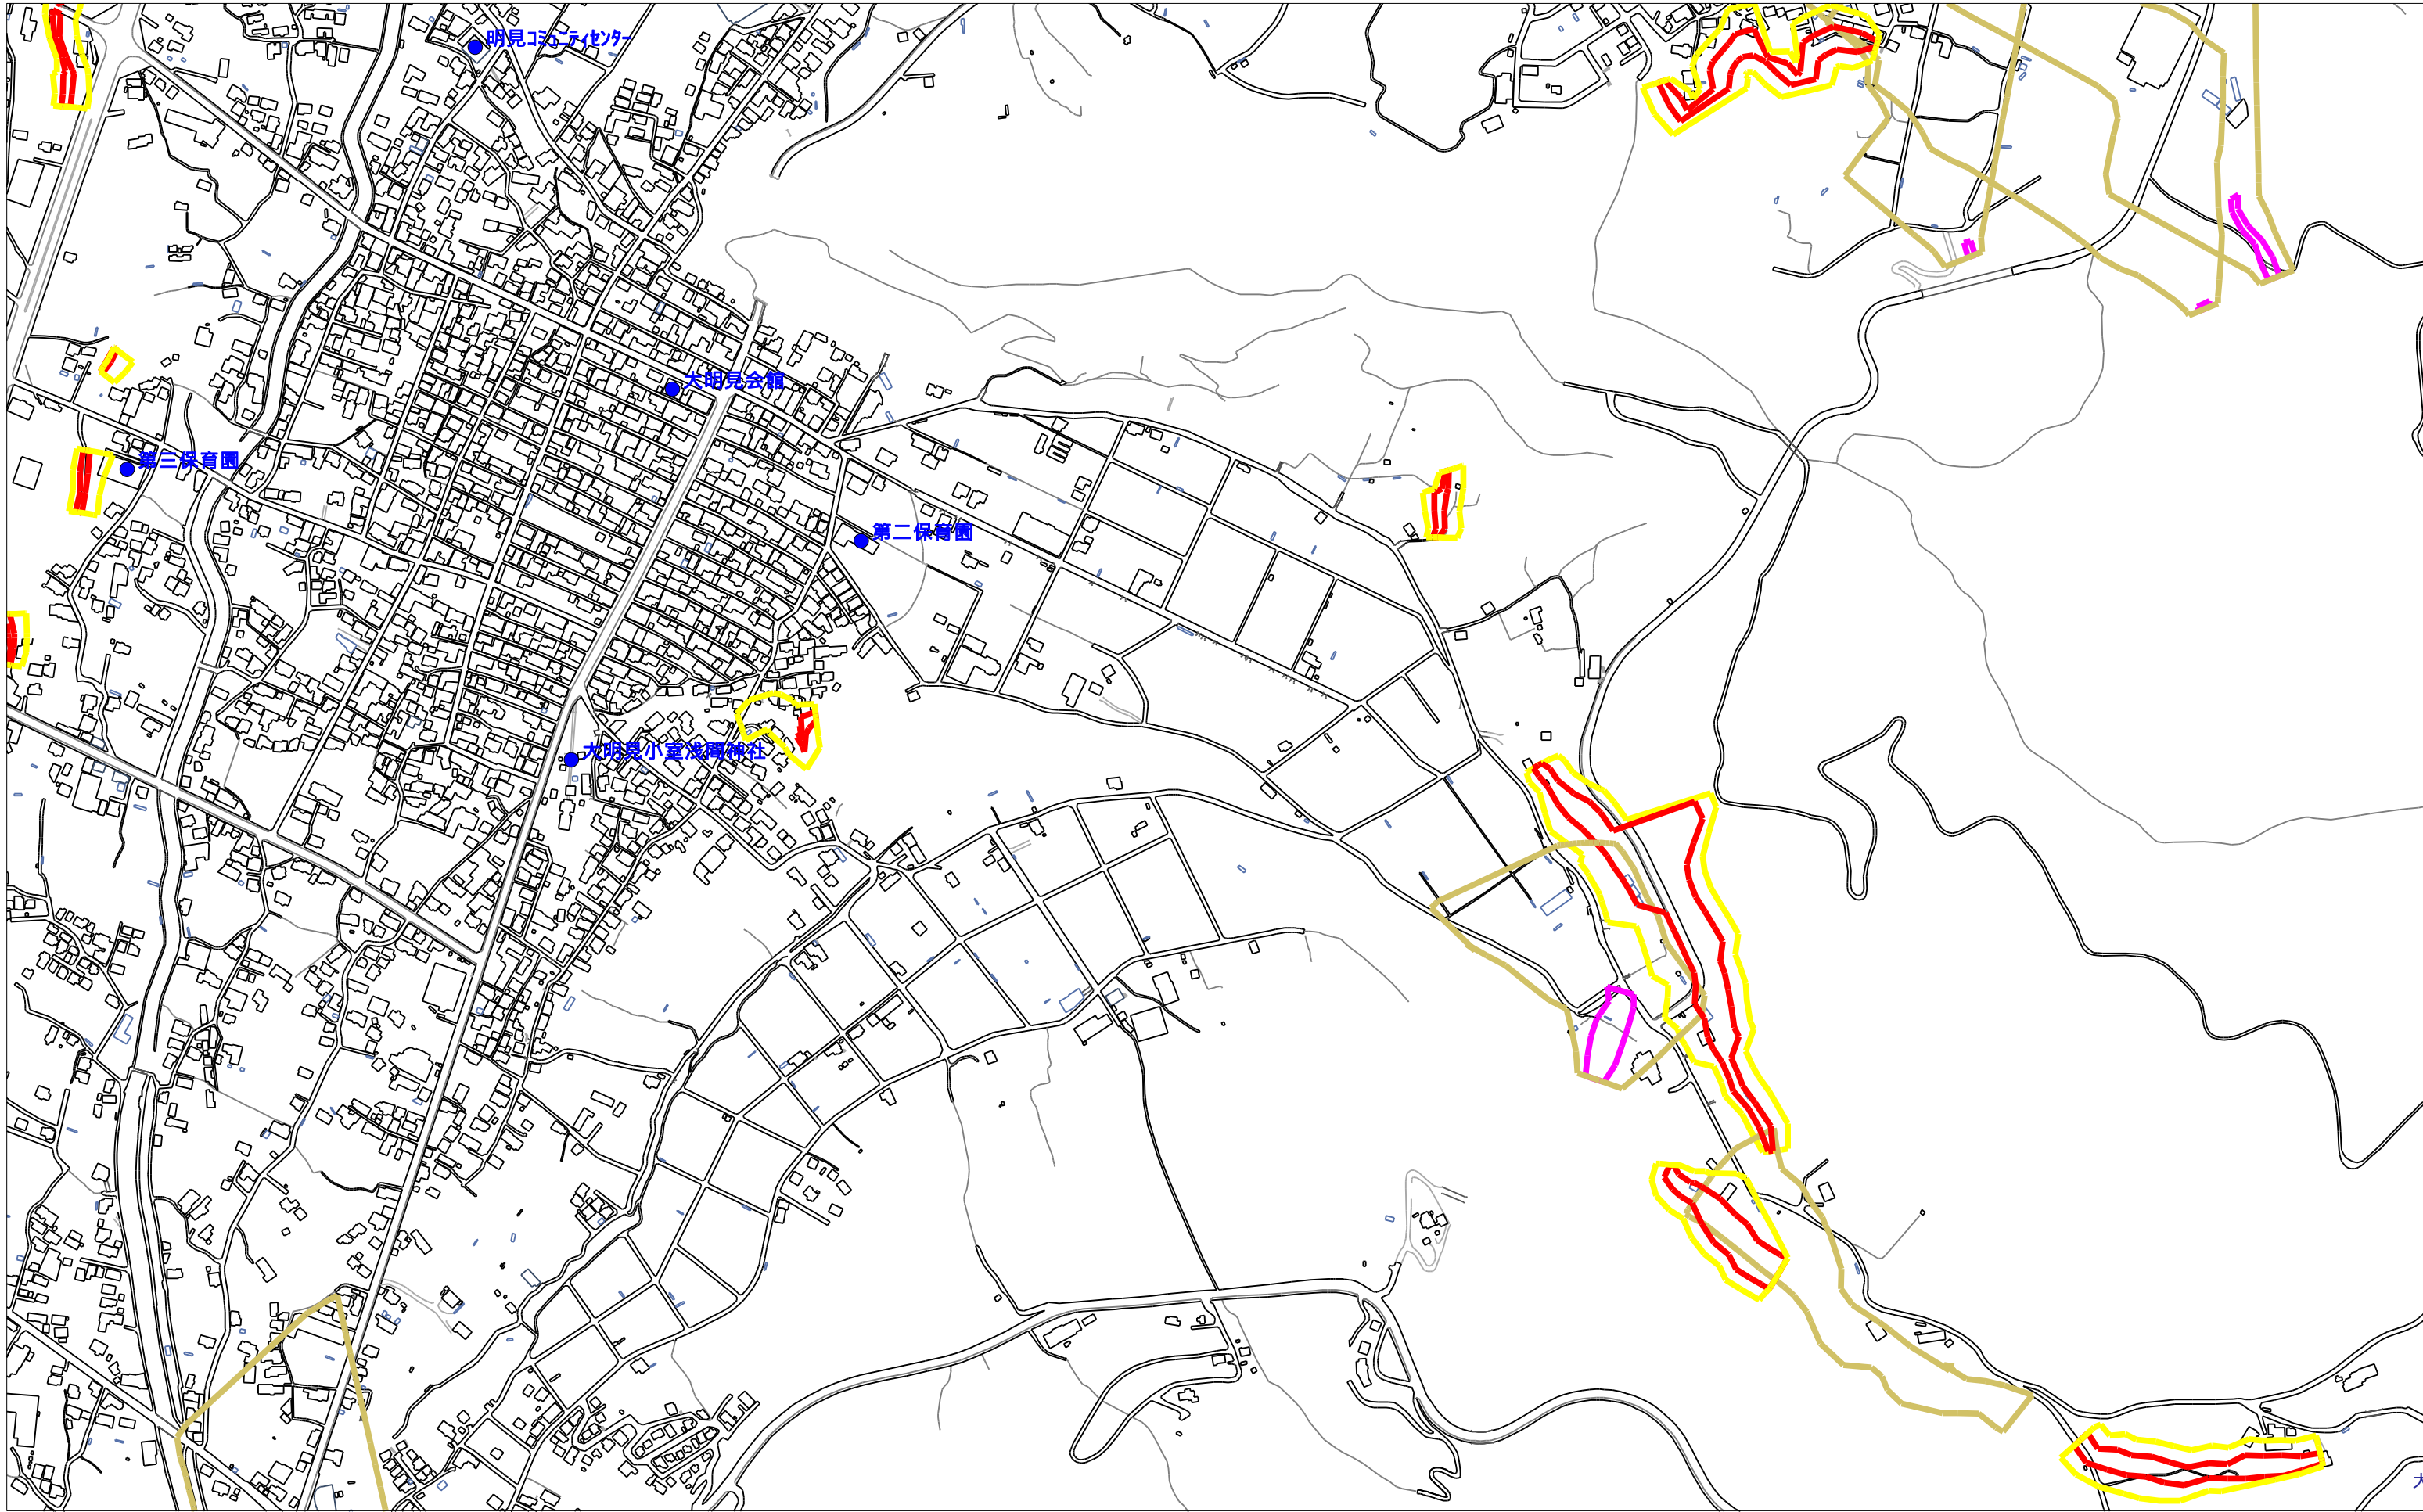 明見コミュニティセンター
大明見会館
第三保育園
第二保育園
大明見小室浅間神社
大